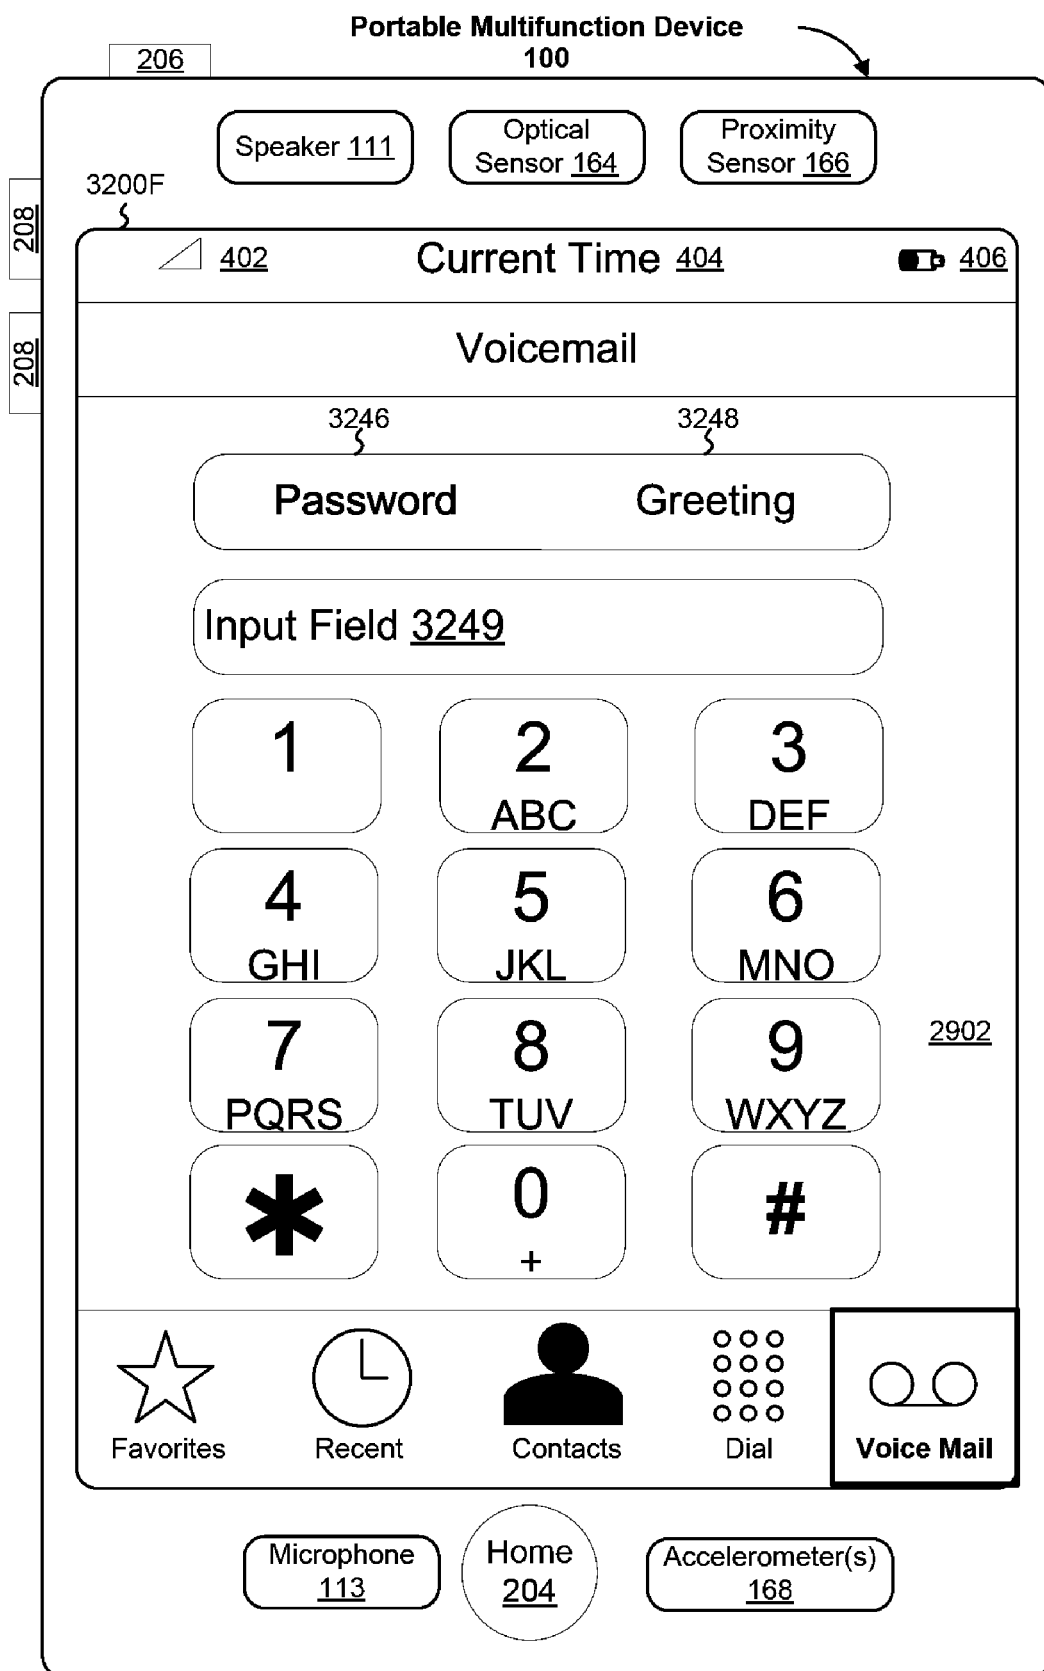 Portable Multifunction Device
100
206
Speaker 111
Optical
Sensor 164
Proximity
Sensor 166
3200F
208
208
402
Current Time 404
406
Voicemail
3246
3248
Password
Greeting
Input Field 3249
1
2
ABC
3
DEF
4
GHI
5
JKL
6
MNO
7
PQRS
8
TUV
9
WXYZ
2902
*
0
+
#
Favorites
Recent
Contacts
Dial
Voice Mail
Microphone
113
Home
204
Accelerometer(s)
168